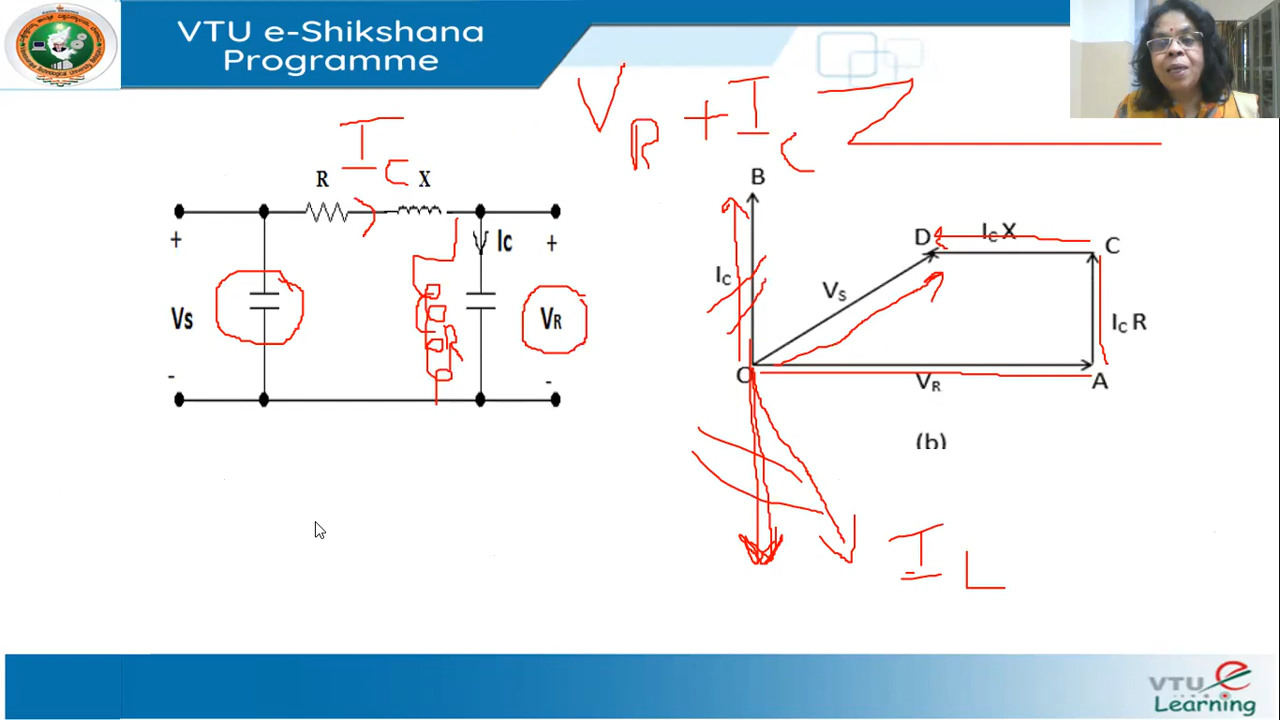 VTU e-Shikshana
Programme
V R + I C Z
I C
R
X
+
Ic
+
Vs
VR
-
-
B
IC
D
IC X
C
VS
IC R
O
VR
A
(b)
I L
VTU
Learning